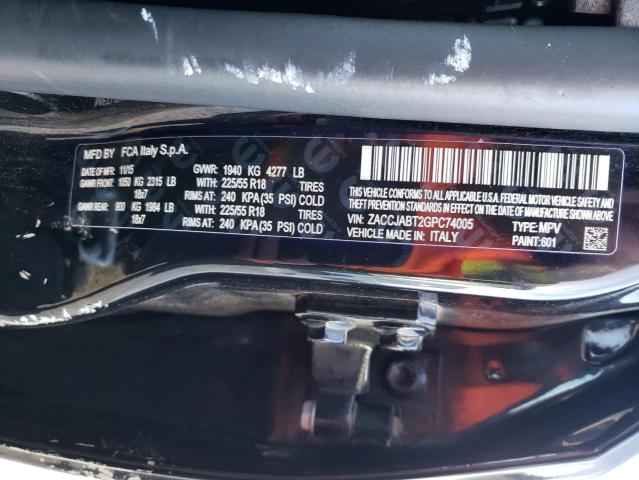 MFD BY FCA Italy S.p.A.
DATE OF MFR: 11/15 GVWR: 1940 KG 4277 LB
GAWR FRONT: 1050 KG 2315 LB WITH 225/55 R18 TIRES
18x7 RIMS AT: 240 KPA (35 PSI) COLD
GAWR REAR: 900 KG 1984 LB WITH 225/55 R18 TIRES
18x7 RIMS AT: 240 KPA (35 PSI) COLD
THIS VEHICLE CONFORMS TO ALL APPLICABLE U.S.A. FEDERAL MOTOR VEHICLE SAFETY
THEFT PREVENTION STANDARDS IN EFFECT ON THE DATE OF MANUFACTURE SHOWN ABOVE.
VIN: ZACCJABT2GPC74005 TYPE: MPV
VEHICLE MADE IN: ITALY PAINT: 601